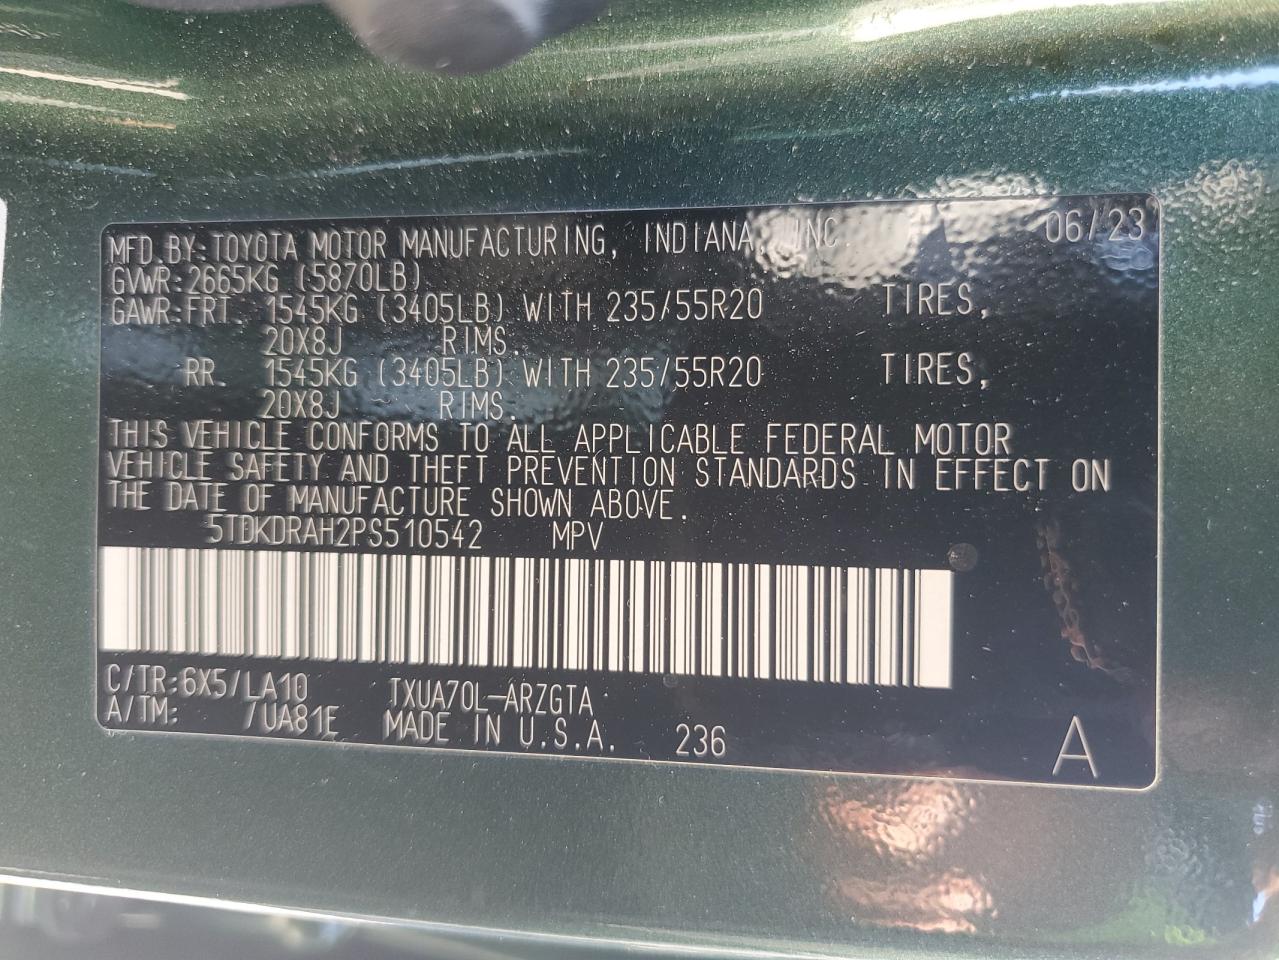 MFD.BY:TOYOTA MOTOR MANUFACTURING, INDIANA, INC. 06/23
GVWR:2665KG (5870LB)
GAWR:FRT. 1545KG (3405LB) WITH 235/55R20 TIRES,
20X8J RIMS.
RR. 1545KG (3405LB) WITH 235/55R20 TIRES,
20X8J RIMS.
THIS VEHICLE CONFORMS TO ALL APPLICABLE FEDERAL MOTOR
VEHICLE SAFETY AND THEFT PREVENTION STANDARDS IN EFFECT ON
THE DATE OF MANUFACTURE SHOWN ABOVE.
5TDKDRAH2PS510542 MPV
C/TR:6X5/LA10 TXUA70L-ARZGTA
A/TM: /UA81E MADE IN U.S.A. 236 A